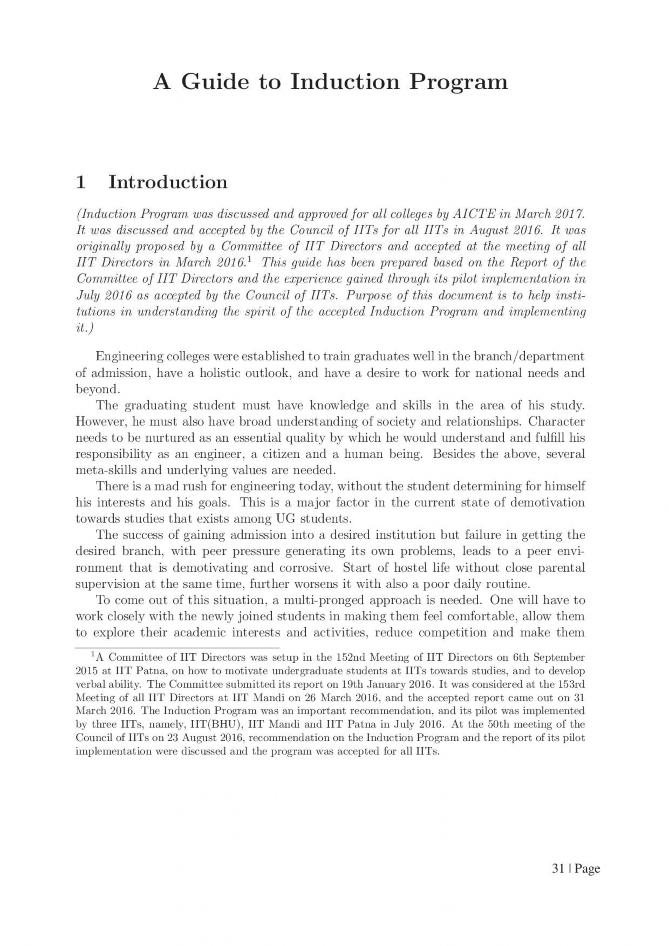 A Guide to Induction Program
1 Introduction
(Induction Program was discussed and approved for all colleges by AICTE in March 2017.
It was discussed and accepted by the Council of IITs for all IITs in August 2016. It was
originally proposed by a Committee of IIT Directors and accepted at the meeting of all
IIT Directors in March 2016.¹ This guide has been prepared based on the Report of the
Committee of IIT Directors and the experience gained through its pilot implementation in
July 2016 as accepted by the Council of IITs. Purpose of this document is to help insti-
tutions in understanding the spirit of the accepted Induction Program and implementing
it.)
Engineering colleges were established to train graduates well in the branch/department
of admission, have a holistic outlook, and have a desire to work for national needs and
beyond.
The graduating student must have knowledge and skills in the area of his study.
However, he must also have broad understanding of society and relationships. Character
needs to be nurtured as an essential quality by which he would understand and fulfill his
responsibility as an engineer, a citizen and a human being. Besides the above, several
meta-skills and underlying values are needed.
There is a mad rush for engineering today, without the student determining for himself
his interests and his goals. This is a major factor in the current state of demotivation
towards studies that exists among UG students.
The success of gaining admission into a desired institution but failure in getting the
desired branch, with peer pressure generating its own problems, leads to a peer envi-
ronment that is demotivating and corrosive. Start of hostel life without close parental
supervision at the same time, further worsens it with also a poor daily routine.
To come out of this situation, a multi-pronged approach is needed. One will have to
work closely with the newly joined students in making them feel comfortable, allow them
to explore their academic interests and activities, reduce competition and make them
¹A Committee of IIT Directors was setup in the 152nd Meeting of IIT Directors on 6th September
2015 at IIT Patna, on how to motivate undergraduate students at IITs towards studies, and to develop
verbal ability. The Committee submitted its report on 19th January 2016. It was considered at the 153rd
Meeting of all IIT Directors at IIT Mandi on 26 March 2016, and the accepted report came out on 31
March 2016. The Induction Program was an important recommendation, and its pilot was implemented
by three IITs, namely, IIT(BHU), IIT Mandi and IIT Patna in July 2016. At the 50th meeting of the
Council of IITs on 23 August 2016, recommendation on the Induction Program and the report of its pilot
implementation were discussed and the program was accepted for all IITs.
31 | Page